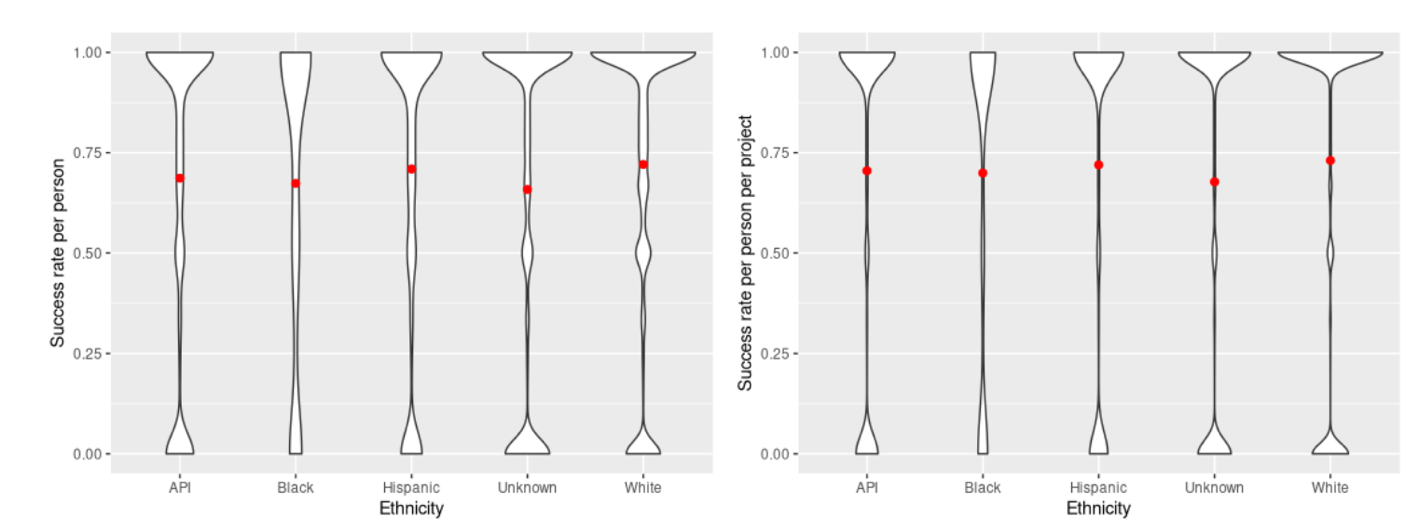 Success rate per person
1.00
0.75
0.50
0.25
0.00
API Black Hispanic Unknown White
Ethnicity
Success rate per person per project
1.00
0.75
0.50
0.25
0.00
API Black Hispanic Unknown White
Ethnicity